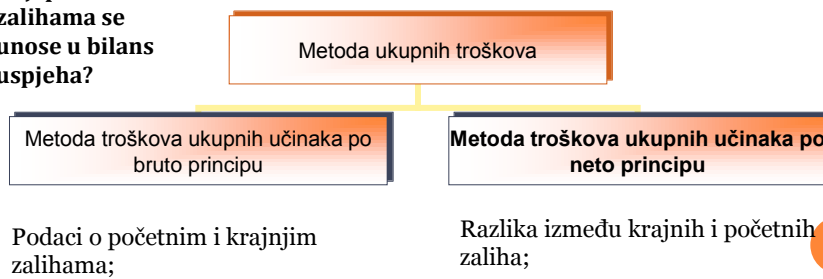 zalihama se
unose u bilans
uspjeha?
Metoda ukupnih troškova
Metoda troškova ukupnih učinaka po
bruto principu
Metoda troškova ukupnih učinaka po
neto principu
Podaci o početnim i krajnjim
zalihama;
Razlika između krajnih i početnih
zaliha;